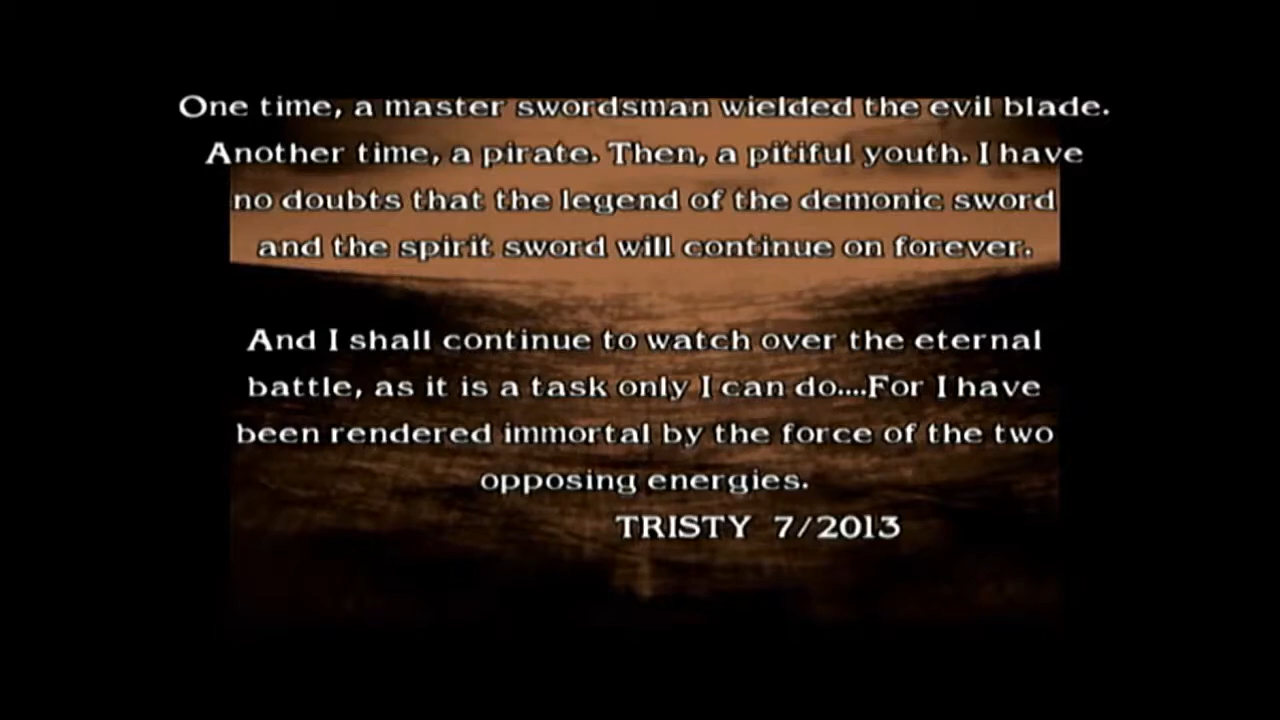 One time, a master swordsman wielded the evil blade.
Another time, a pirate. Then, a pitiful youth. I have
no doubts that the legend of the demonic sword
and the spirit sword will continue on forever.
And I shall continue to watch over the eternal
battle, as it is a task only I can do....For I have
been rendered immortal by the force of the two
opposing energies.
TRISTY 7/2013